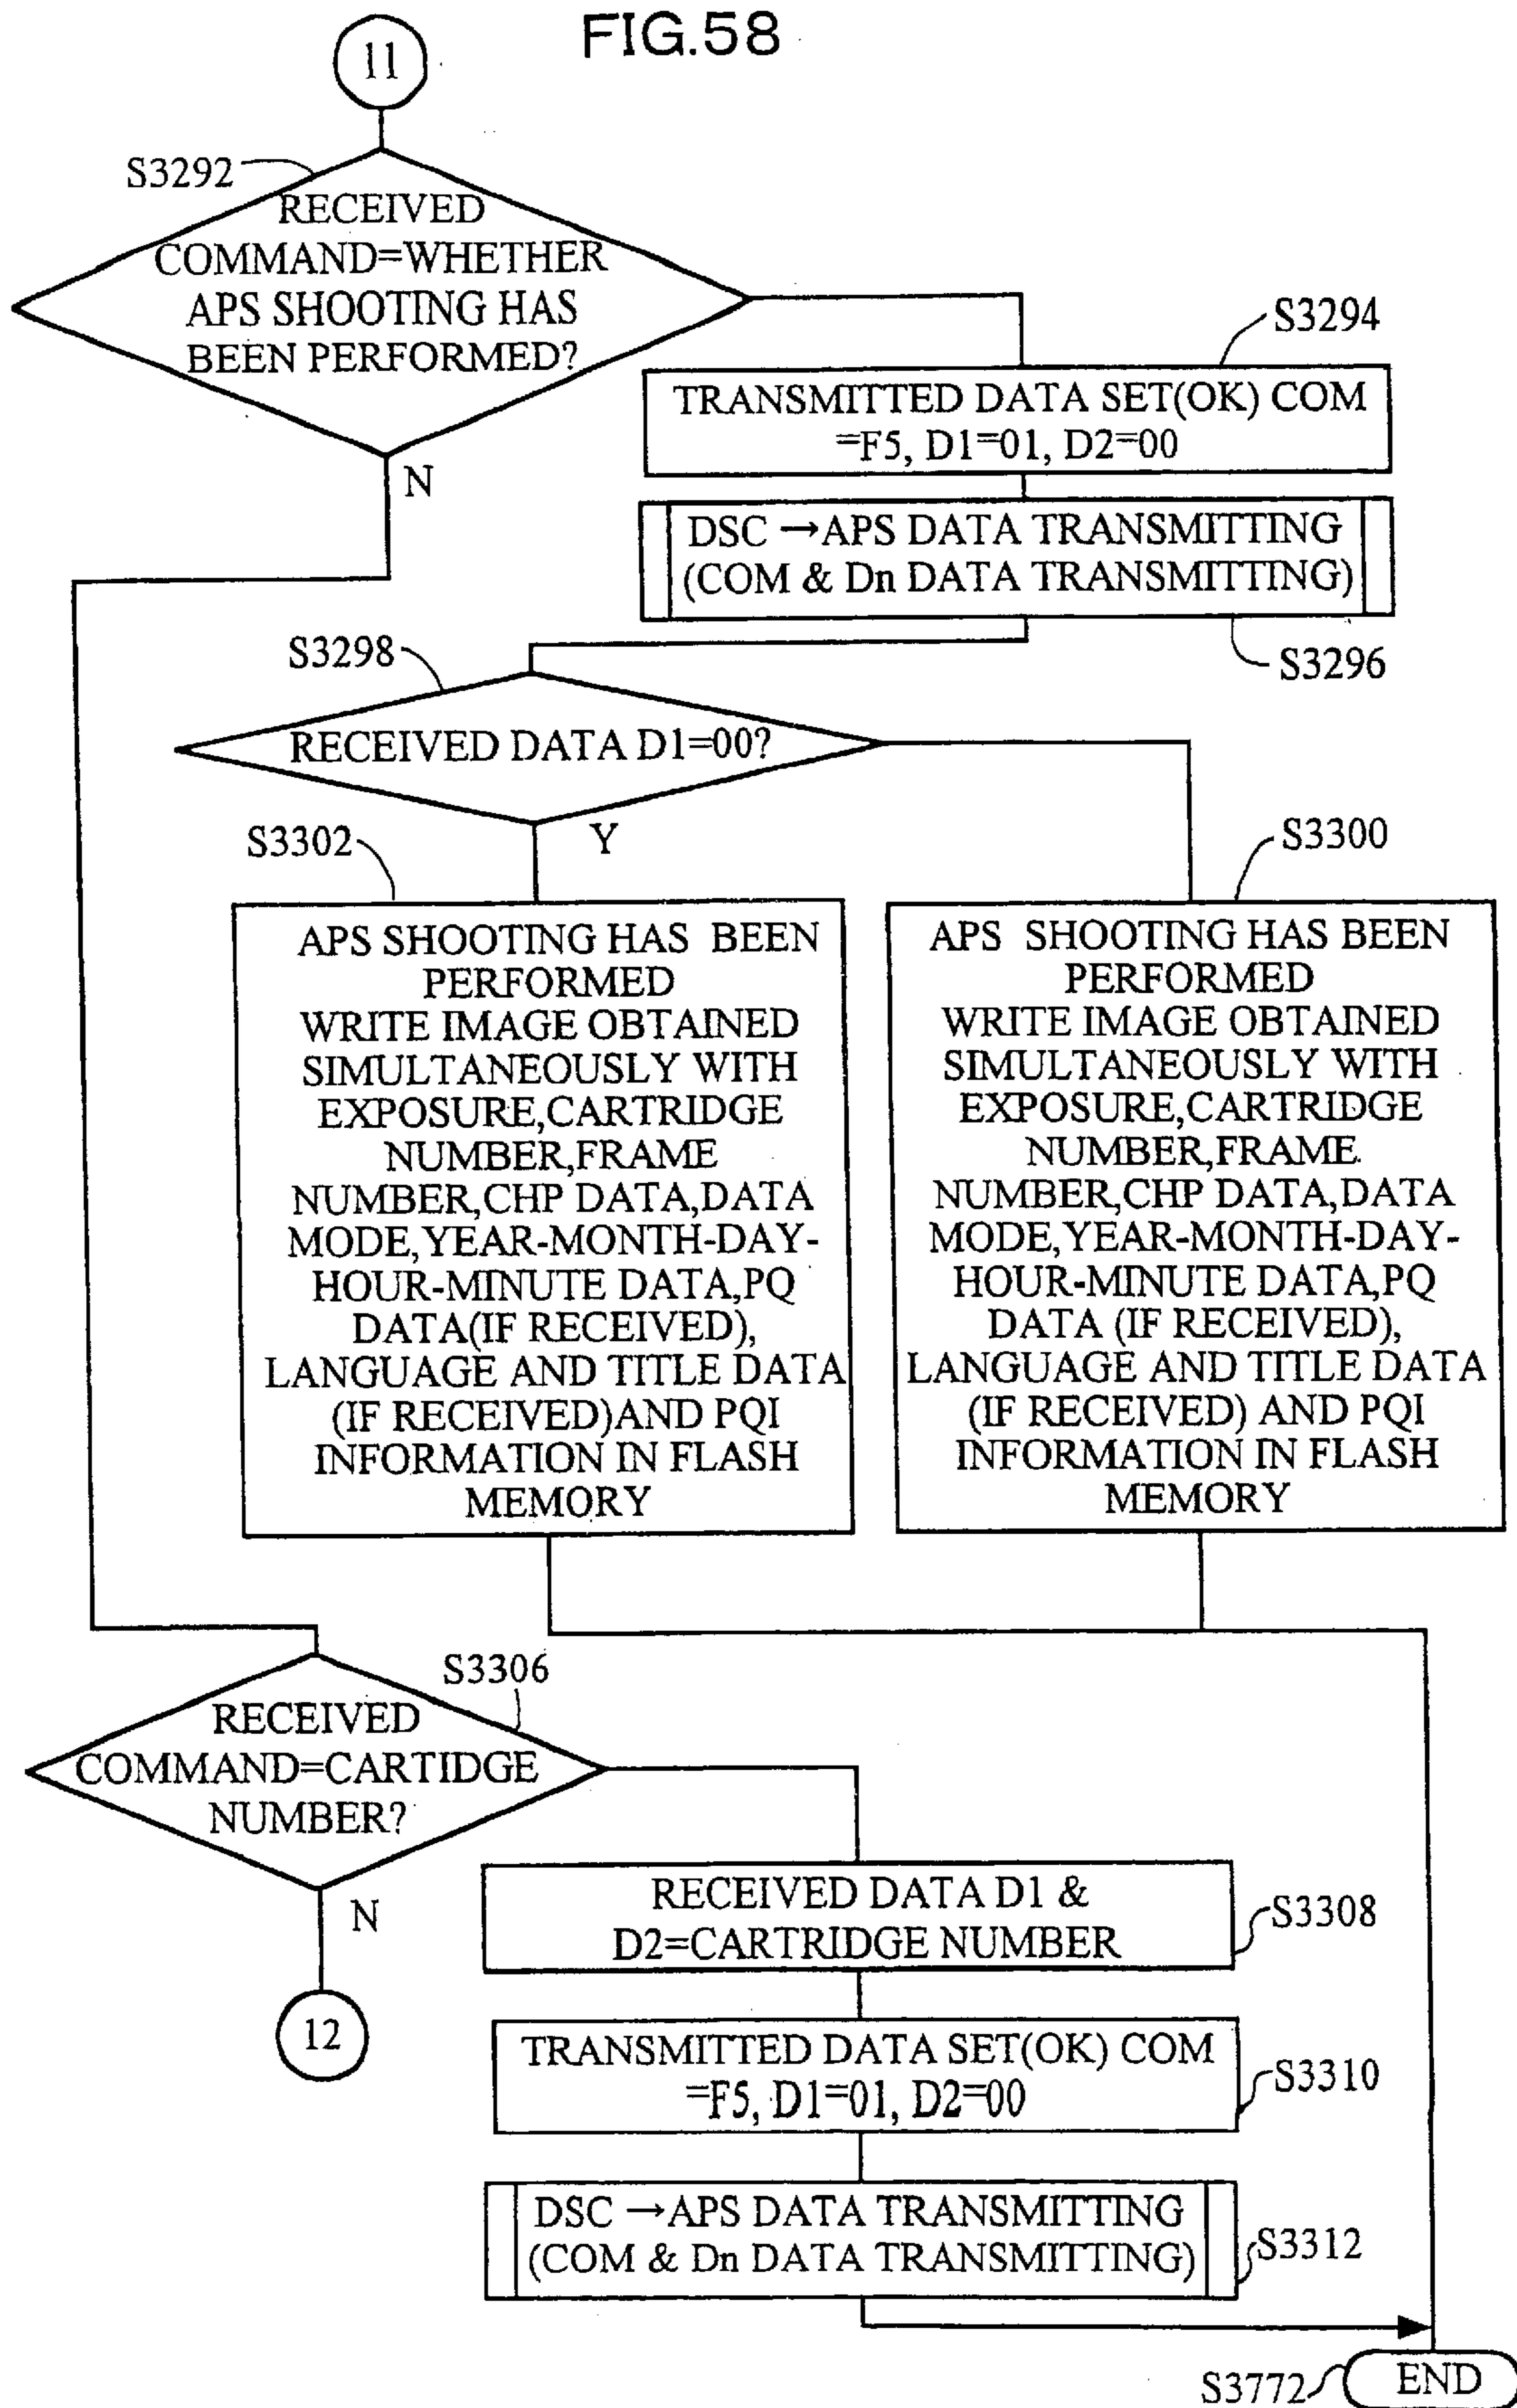 FIG.58
11
S3292
RECEIVED
COMMAND=WHETHER
APS SHOOTING HAS
BEEN PERFORMED?
N
S3294
TRANSMITTED DATA SET(OK) COM
=F5, D1=01, D2=00
DSC →APS DATA TRANSMITTING
(COM & Dn DATA TRANSMITTING)
S3296
S3298
RECEIVED DATA D1=00?
Y
S3302
APS SHOOTING HAS BEEN
PERFORMED
WRITE IMAGE OBTAINED
SIMULTANEOUSLY WITH
EXPOSURE,CARTRIDGE
NUMBER,FRAME
NUMBER,CHP DATA,DATA
MODE,YEAR-MONTH-DAY-
HOUR-MINUTE DATA,PQ
DATA(IF RECEIVED),
LANGUAGE AND TITLE DATA
(IF RECEIVED)AND PQI
INFORMATION IN FLASH
MEMORY
S3300
APS SHOOTING HAS BEEN
PERFORMED
WRITE IMAGE OBTAINED
SIMULTANEOUSLY WITH
EXPOSURE,CARTRIDGE
NUMBER,FRAME
NUMBER,CHP DATA,DATA
MODE,YEAR-MONTH-DAY-
HOUR-MINUTE DATA,PQ
DATA (IF RECEIVED),
LANGUAGE AND TITLE DATA
(IF RECEIVED) AND PQI
INFORMATION IN FLASH
MEMORY
S3306
RECEIVED
COMMAND=CARTIDGE
NUMBER?
N
12
RECEIVED DATA D1 &
D2=CARTRIDGE NUMBER
S3308
TRANSMITTED DATA SET(OK) COM
=F5, D1=01, D2=00
S3310
DSC →APS DATA TRANSMITTING
(COM & Dn DATA TRANSMITTING)
S3312
S3772
END